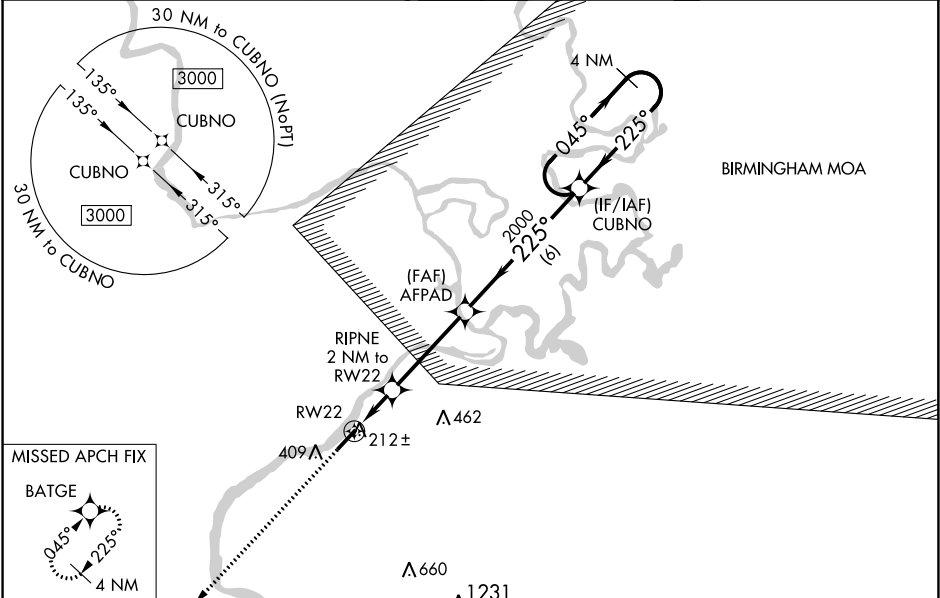 30 NM to CUBNO (NoPT)
3000
135°
135°
CUBNO
CUBNO
315°
315°
3000
30 NM to CUBNO
4 NM
045°
225°
BIRMINGHAM MOA
(IF/IAF)
CUBNO
2000
225°
(6)
(FAF)
AFPAD
RIPNE
2 NM to
RW22
RW22
462
212±
409
MISSED APCH FIX
BATGE
045°
225°
4 NM
660
1231